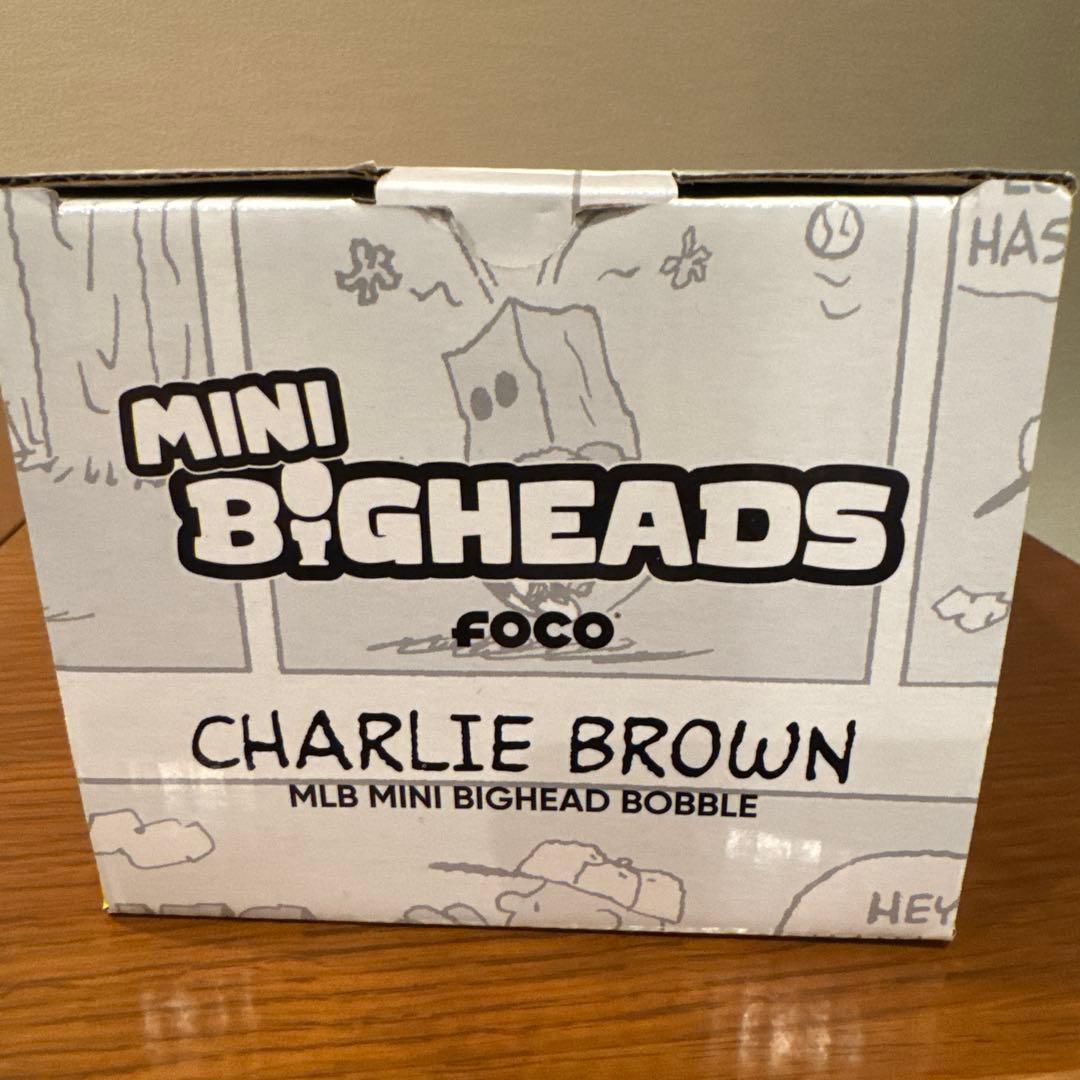 HAS
MINI
BIGHEADS
FOCO
CHARLIE BROWN
MLB MINI BIGHEAD BOBBLE
HEY